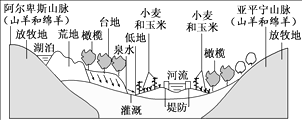 阿尔卑斯山脉
(山羊和绵羊)
放牧地
湖泊
荒地
橄榄
台地
泉水
低地
小麦
和玉米
灌溉
河流
堤防
小麦
和玉米
橄榄
亚平宁山脉
(山羊和绵羊)
放牧地